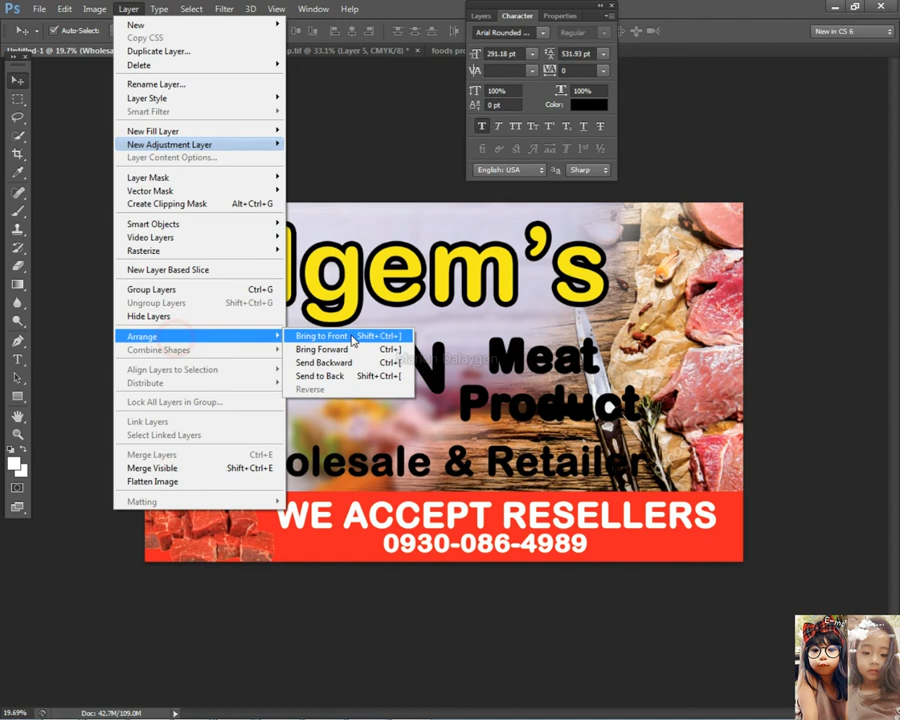 Ps File Edit Image Layer Type Select Filter 3D View Window Help
Auto-Select: New in CS 6
Untitled-1 @ 19.7% (Wholesa
p.tif @ 33.1% (Layer 5, CMYK/8) * ×
foods pro
New
Copy CSS
Duplicate Layer...
Delete
Rename Layer...
Layer Style
Smart Filter
New Fill Layer
New Adjustment Layer
Layer Content Options...
Layer Mask
Vector Mask
Create Clipping Mask Alt+Ctrl+G
Smart Objects
Video Layers
Rasterize
New Layer Based Slice
Group Layers Ctrl+G
Ungroup Layers Shift+Ctrl+G
Hide Layers
Arrange
Combine Shapes
Align Layers to Selection
Distribute
Lock All Layers in Group...
Link Layers
Select Linked Layers
Merge Layers Ctrl+E
Merge Visible Shift+Ctrl+E
Flatten Image
Matting
Bring to Front Shift+Ctrl+]
Bring Forward Ctrl+]
Send Backward Ctrl+[
Send to Back Shift+Ctrl+[
Reverse
Layers Character Properties
Arial Rounded ... Regular
291.18 pt 531.93 pt
0
100% 100%
0 pt Color:
English: USA aa Sharp
lgem's
N Meat
Product
olesale & Retailer
WE ACCEPT RESELLERS
0930-086-4989
19.69% Doc: 42.7M/109.0M